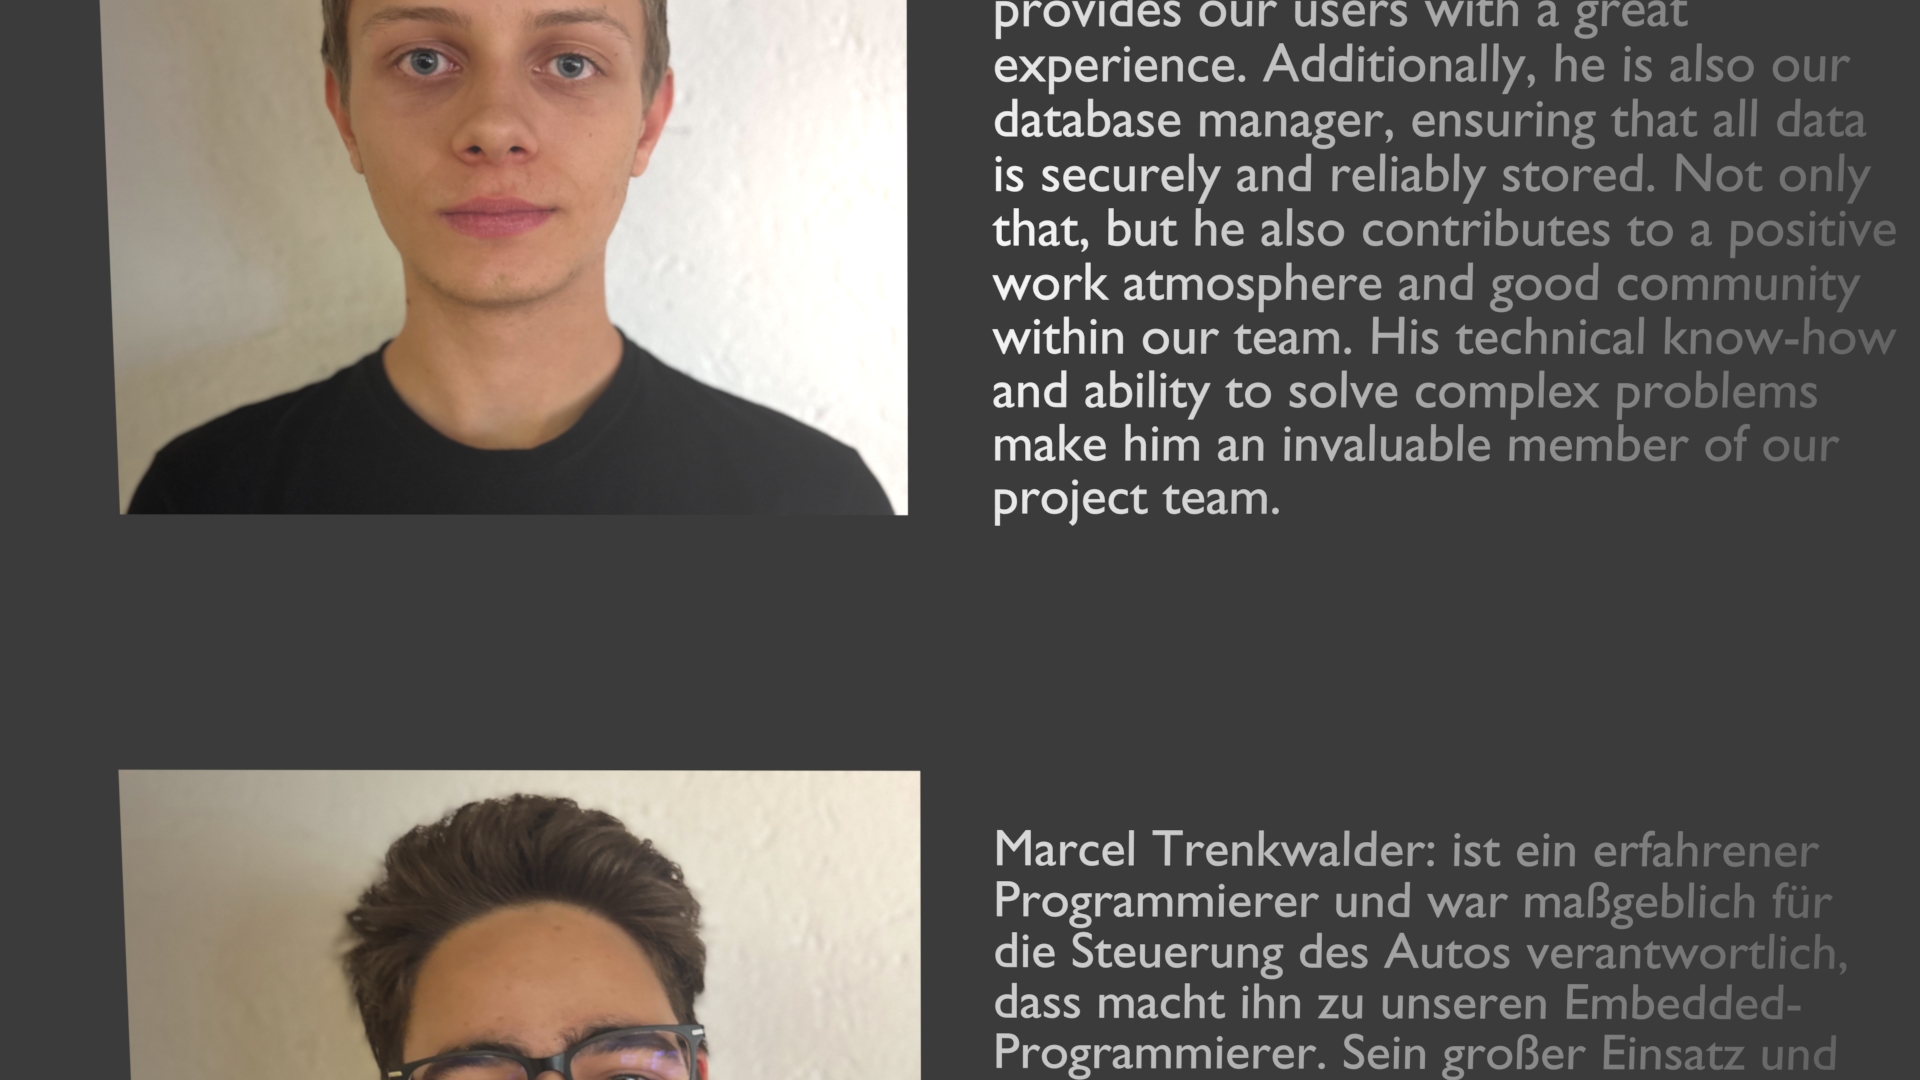 provides our users with a great
experience. Additionally, he is also our
database manager, ensuring that all data
is securely and reliably stored. Not only
that, but he also contributes to a positive
work atmosphere and good community
within our team. His technical know-how
and ability to solve complex problems
make him an invaluable member of our
project team.
Marcel Trenkwalder: ist ein erfahrener
Programmierer und war maßgeblich für
die Steuerung des Autos verantwortlich,
dass macht ihn zu unseren Embedded-
Programmierer. Sein großer Einsatz und